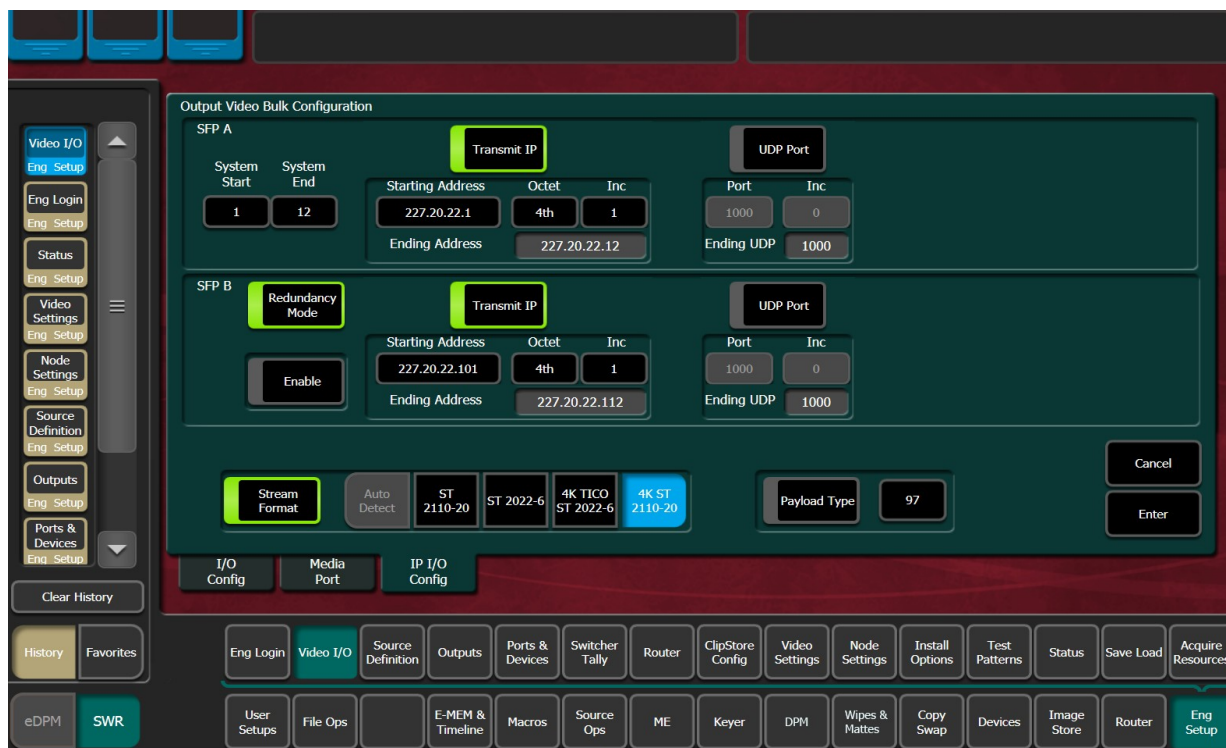 Output Video Bulk Configuration
SFP A
System Start
System End
1
12
Transmit IP
Starting Address
Octet
Inc
227.20.22.1
4th
1
Ending Address
227.20.22.12
UDP Port
Port
Inc
1000
0
Ending UDP
1000
SFP B
Redundancy Mode
Enable
Transmit IP
Starting Address
Octet
Inc
227.20.22.101
4th
1
Ending Address
227.20.22.112
UDP Port
Port
Inc
1000
0
Ending UDP
1000
Stream Format
Auto Detect
ST 2110-20
ST 2022-6
4K TICO ST 2022-6
4K ST 2110-20
Payload Type
97
Cancel
Enter
I/O Config
Media Port
IP I/O Config
Video I/O
Eng Setup
Eng Login
Eng Setup
Status
Eng Setup
Video Settings
Eng Setup
Node Settings
Eng Setup
Source Definition
Eng Setup
Outputs
Eng Setup
Ports & Devices
Eng Setup
Clear History
History
Favorites
eDPM
SWR
Eng Login
Video I/O
Source Definition
Outputs
Ports & Devices
Switcher Tally
Router
ClipStore Config
Video Settings
Node Settings
Install Options
Test Patterns
Status
Save Load
Acquire Resources
User Setups
File Ops
E-MEM & Timeline
Macros
Source Ops
ME
Keyer
DPM
Wipes & Mattes
Copy Swap
Devices
Image Store
Router
Eng Setup